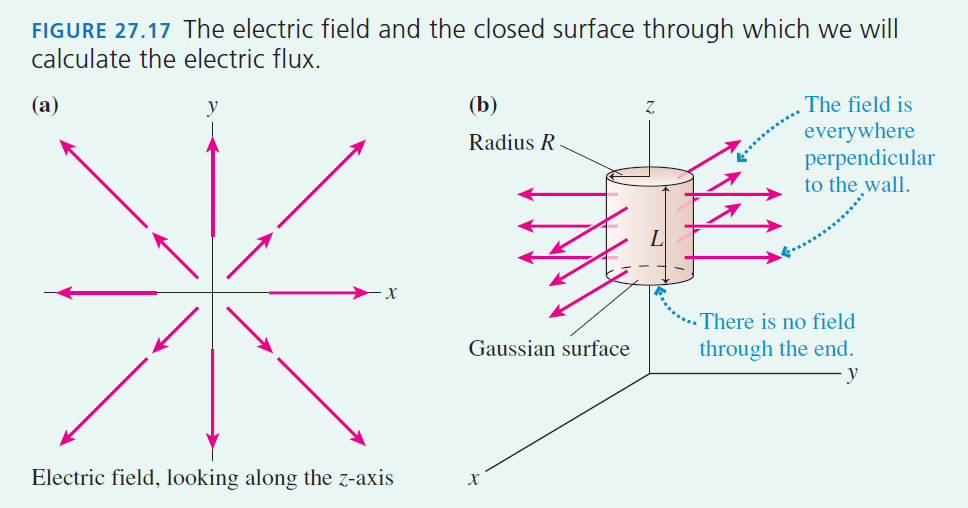 FIGURE 27.17 The electric field and the closed surface through which we will
calculate the electric flux.
(a)
y
x
Electric field, looking along the z-axis
(b)
z
Radius R
L
The field is
everywhere
perpendicular
to the wall.
There is no field
through the end.
Gaussian surface
y
x